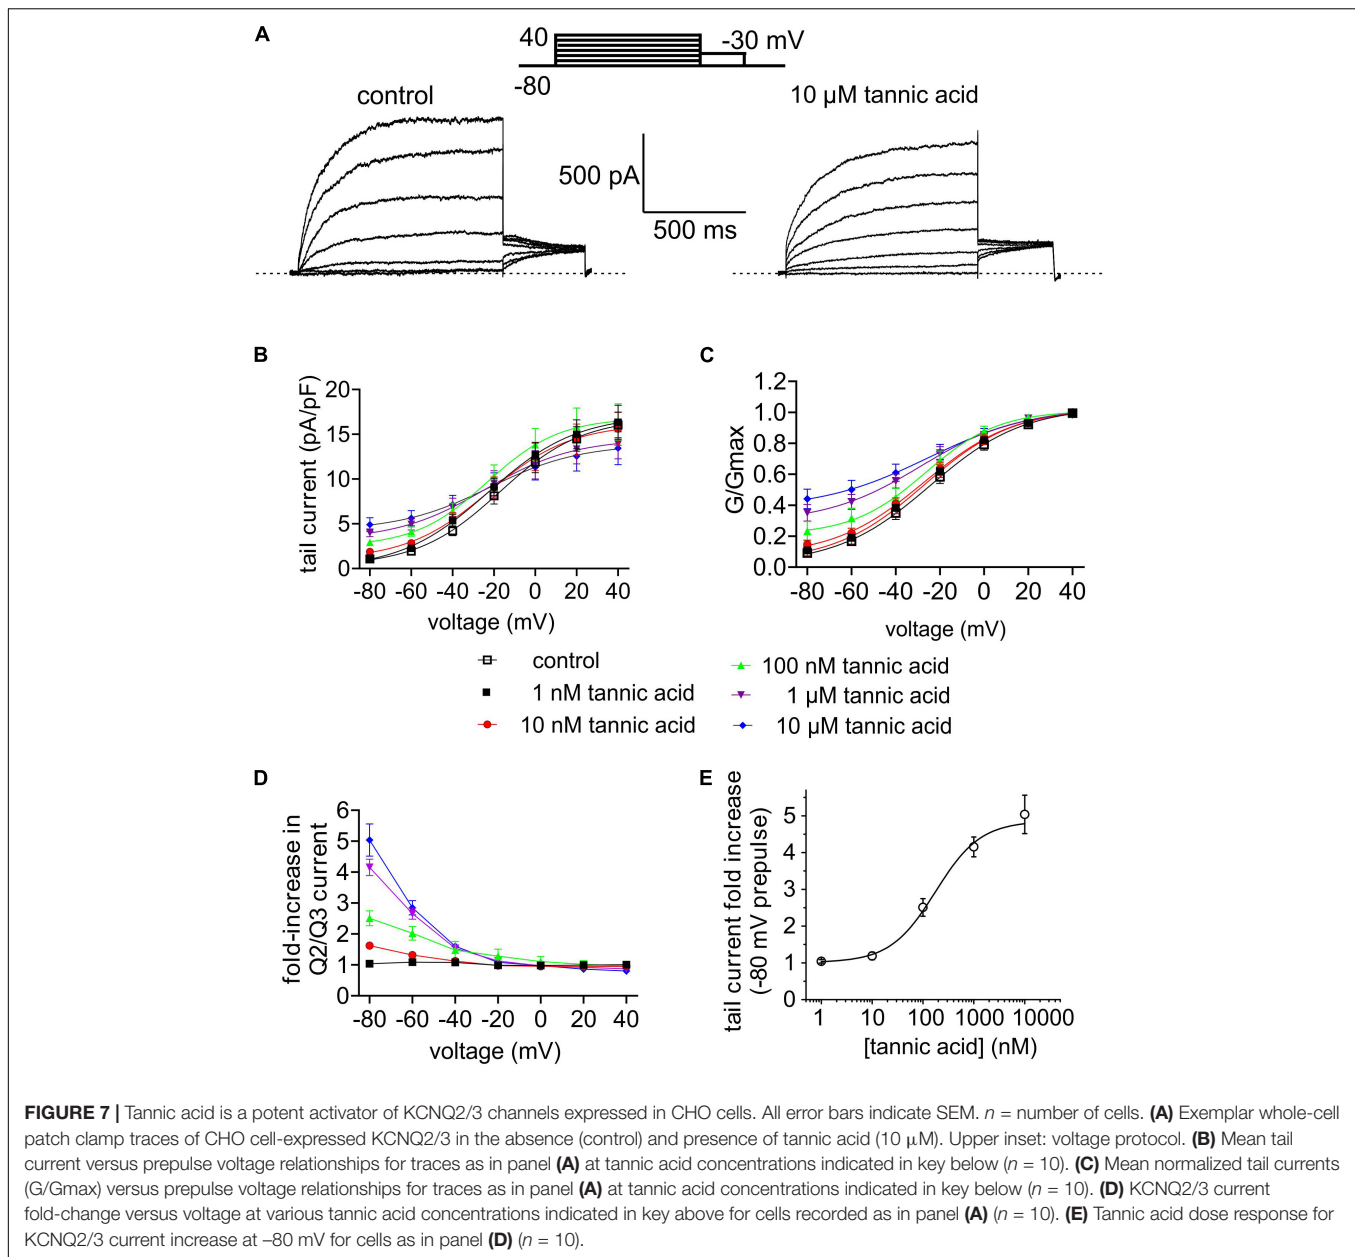 A
40
-30 mV
-80
control
10 µM tannic acid
500 pA
500 ms
B
tail current (pA/pF)
20
15
10
5
0
-80 -60 -40 -20 0 20 40
voltage (mV)
C
G/Gmax
1.2
1.0
0.8
0.6
0.4
0.2
0.0
-80 -60 -40 -20 0 20 40
voltage (mV)
control
1 nM tannic acid
10 nM tannic acid
100 nM tannic acid
1 µM tannic acid
10 µM tannic acid
D
fold-increase in
Q2/Q3 current
6
5
4
3
2
1
0
-80 -60 -40 -20 0 20 40
voltage (mV)
E
tail current fold increase
(-80 mV prepulse)
5
4
3
2
1
0
1 10 100 1000 10000
[tannic acid] (nM)
FIGURE 7 | Tannic acid is a potent activator of KCNQ2/3 channels expressed in CHO cells. All error bars indicate SEM. n = number of cells. (A) Exemplar whole-cell
patch clamp traces of CHO cell-expressed KCNQ2/3 in the absence (control) and presence of tannic acid (10 µM). Upper inset: voltage protocol. (B) Mean tail
current versus prepulse voltage relationships for traces as in panel (A) at tannic acid concentrations indicated in key below (n = 10). (C) Mean normalized tail currents
(G/Gmax) versus prepulse voltage relationships for traces as in panel (A) at tannic acid concentrations indicated in key below (n = 10). (D) KCNQ2/3 current
fold-change versus voltage at various tannic acid concentrations indicated in key above for cells recorded as in panel (A) (n = 10). (E) Tannic acid dose response for
KCNQ2/3 current increase at –80 mV for cells as in panel (D) (n = 10).